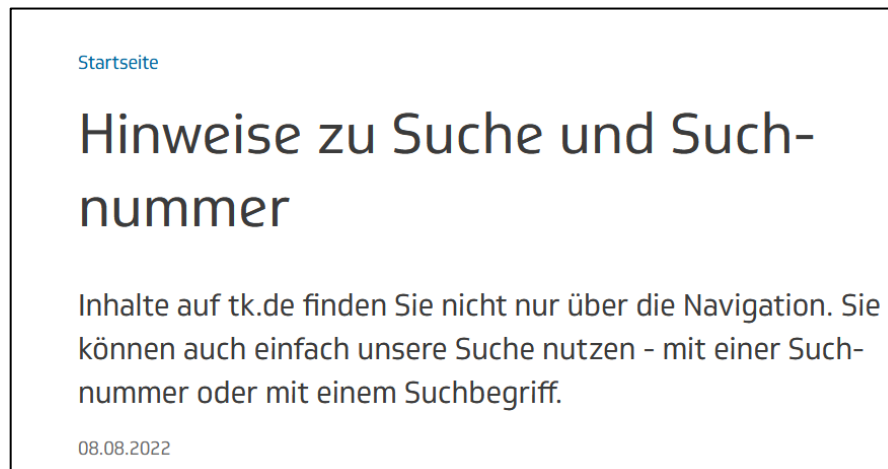 Startseite
Hinweise zu Suche und Such-
nummer
Inhalte auf tk.de finden Sie nicht nur über die Navigation. Sie
können auch einfach unsere Suche nutzen - mit einer Such-
nummer oder mit einem Suchbegriff.
08.08.2022